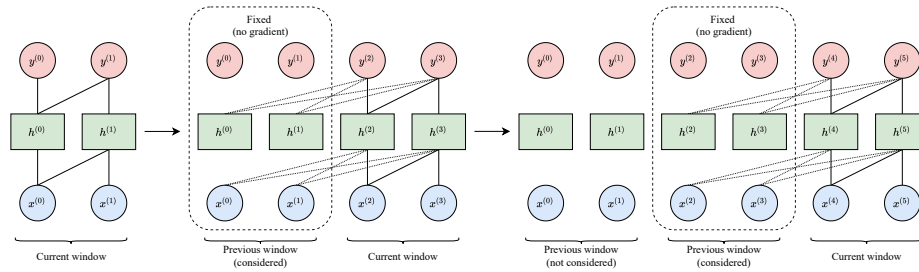 Fixed
(no gradient)
Fixed
(no gradient)
y^(0) y^(1) y^(0) y^(1) y^(2) y^(3) y^(0) y^(1) y^(2) y^(3) y^(4) y^(5)
h^(0) h^(1) h^(0) h^(1) h^(2) h^(3) h^(0) h^(1) h^(2) h^(3) h^(4) h^(5)
x^(0) x^(1) x^(0) x^(1) x^(2) x^(3) x^(0) x^(1) x^(2) x^(3) x^(4) x^(5)
Current window
Previous window
(considered)
Current window
Previous window
(not considered)
Previous window
(considered)
Current window